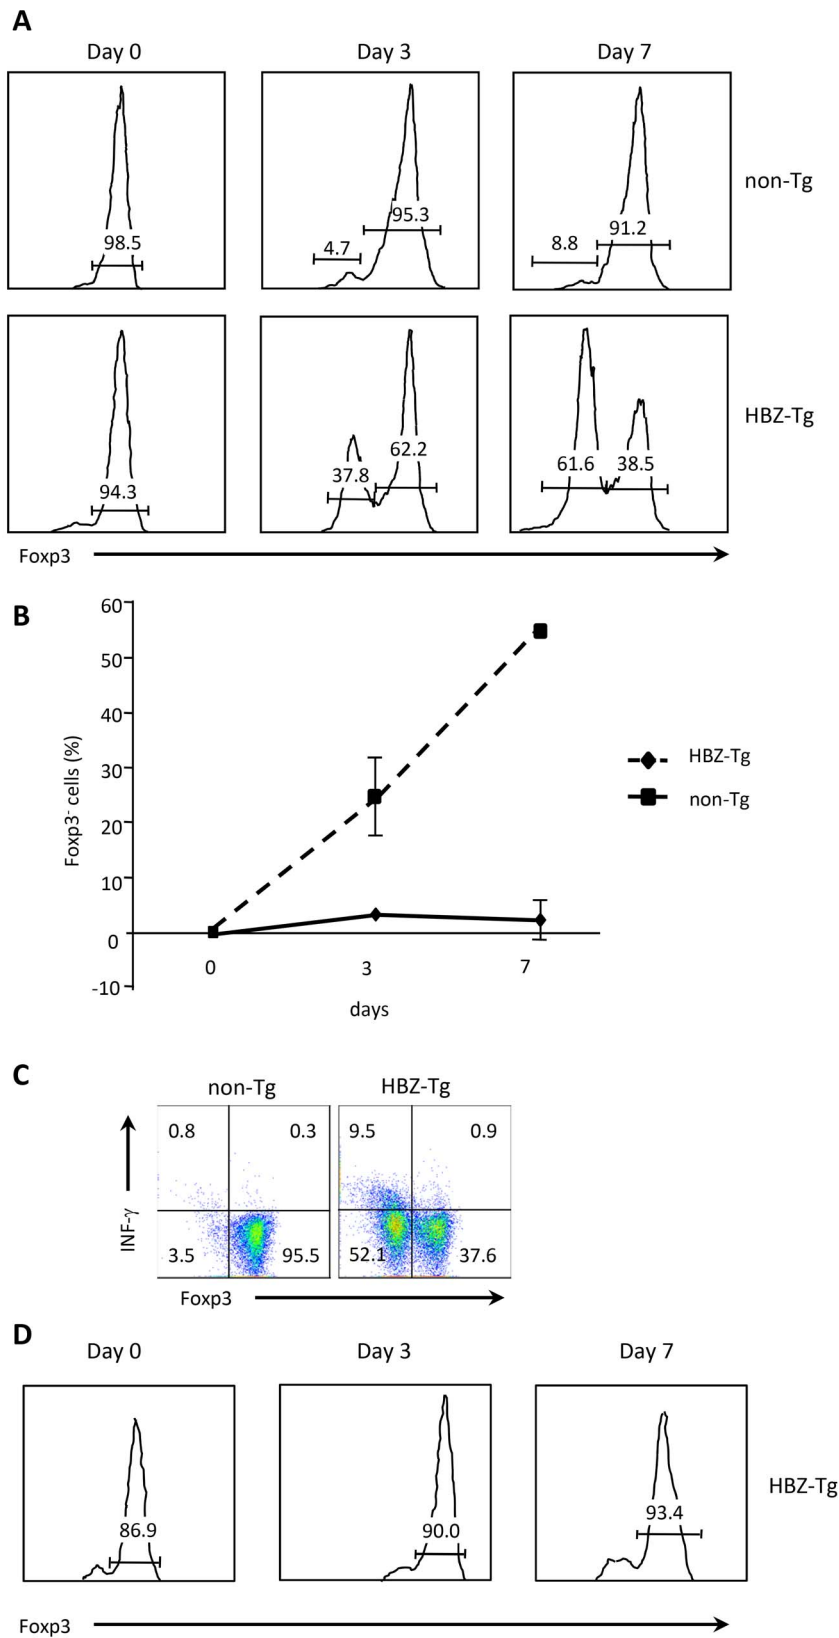 A
Day 0 Day 3 Day 7
98.5 4.7 95.3 8.8 91.2 non-Tg
94.3 37.8 62.2 61.6 38.5 HBZ-Tg
Foxp3
B
60
50
40
30
20
10
0
-10
Foxp3⁻ cells (%)
0 3 7
days
HBZ-Tg
non-Tg
C
non-Tg HBZ-Tg
0.8 0.3 9.5 0.9
3.5 95.5 52.1 37.6
INF-γ
Foxp3
D
Day 0 Day 3 Day 7
86.9 90.0 93.4 HBZ-Tg
Foxp3